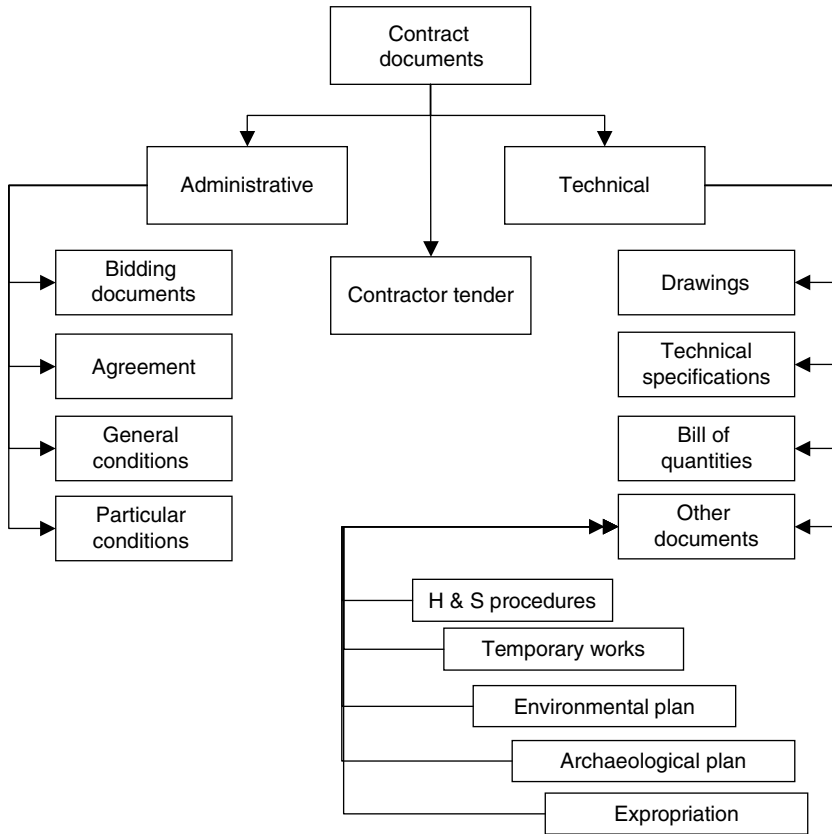 Contract
documents
Administrative
Technical
Contractor tender
Bidding
documents
Agreement
General
conditions
Particular
conditions
Drawings
Technical
specifications
Bill of
quantities
Other
documents
H & S procedures
Temporary works
Environmental plan
Archaeological plan
Expropriation